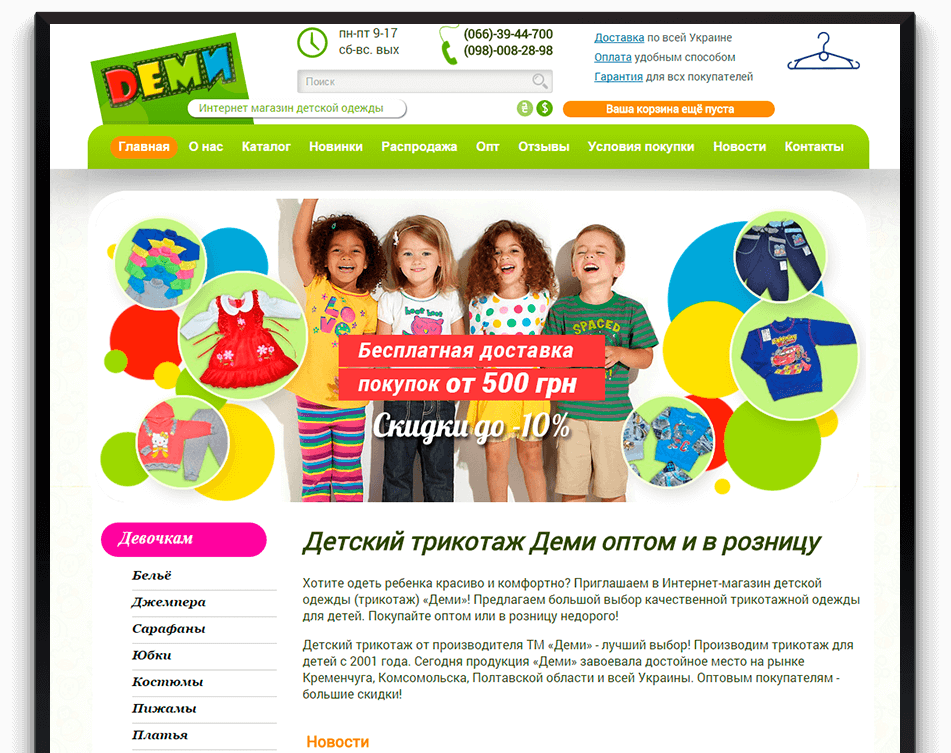 ДЕМИ
Интернет магазин детской одежды
пн-пт 9-17
сб-вс. вых
(066)-39-44-700
(098)-008-28-98
Поиск
₴ $
Доставка по всей Украине
Оплата удобным способом
Гарантия для всх покупателей
Ваша корзина ещё пуста
Главная О нас Каталог Новинки Распродажа Опт Отзывы Условия покупки Новости Контакты
LOVE
SPACED
Бесплатная доставка
покупок от 500 грн
Скидки до -10%
Девочкам
Бельё
Джемпера
Сарафаны
Юбки
Костюмы
Пижамы
Платья
Детский трикотаж Деми оптом и в розницу
Хотите одеть ребенка красиво и комфортно? Приглашаем в Интернет-магазин детской
одежды (трикотаж) «Деми»! Предлагаем большой выбор качественной трикотажной одежды
для детей. Покупайте оптом или в розницу недорого!
Детский трикотаж от производителя ТМ «Деми» - лучший выбор! Производим трикотаж для
детей с 2001 года. Сегодня продукция «Деми» завоевала достойное место на рынке
Кременчуга, Комсомольска, Полтавской области и всей Украины. Оптовым покупателям -
большие скидки!
Новости